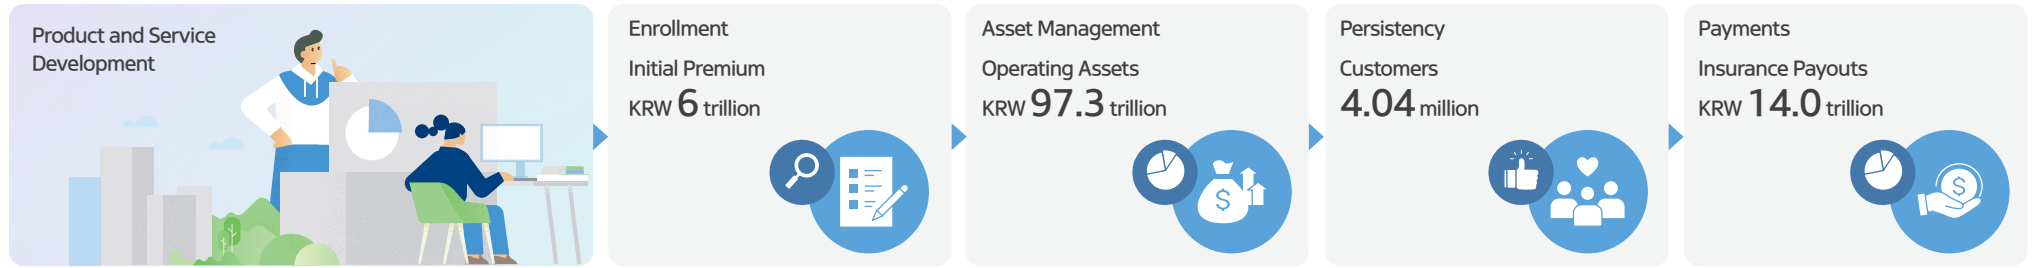 Product and Service
Development
Enrollment
Initial Premium
KRW 6 trillion
Asset Management
Operating Assets
KRW 97.3 trillion
Persistency
Customers
4.04 million
Payments
Insurance Payouts
KRW 14.0 trillion
$
$